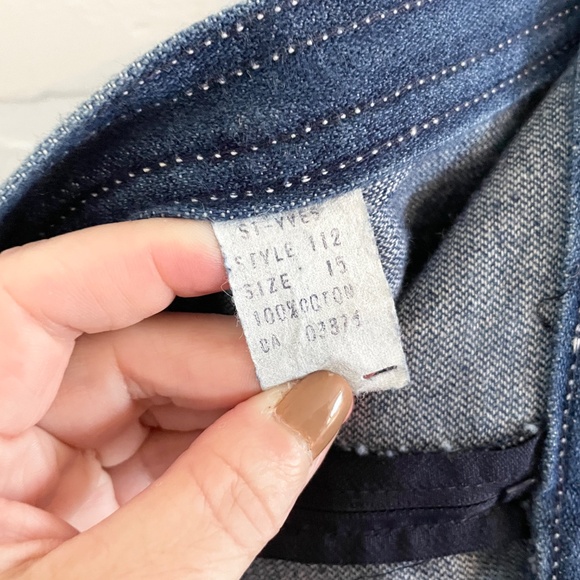 ST-YVES
STYLE 112
SIZE 15
100%COTON
CA 03874